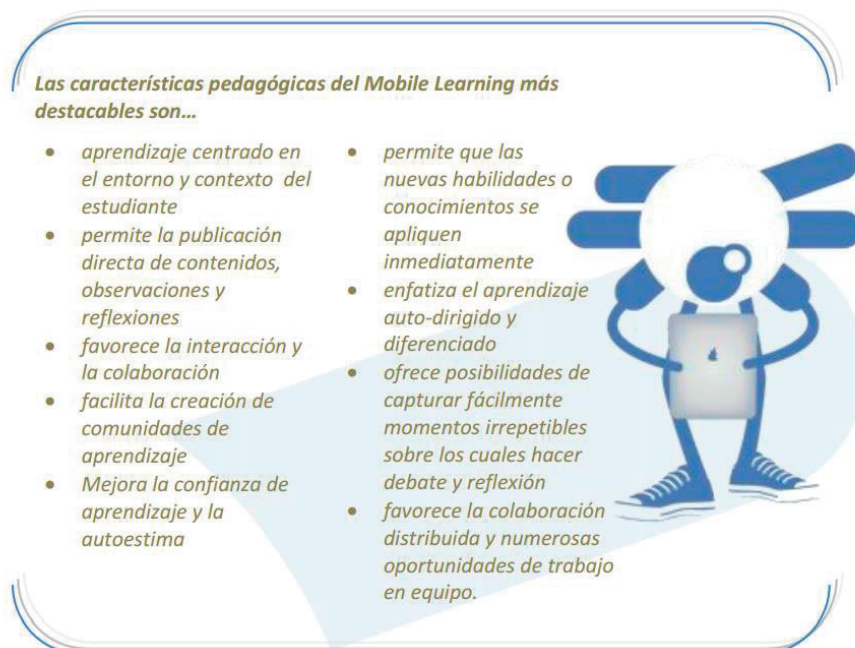 Las características pedagógicas del Mobile Learning más
destacables son…
• aprendizaje centrado en
el entorno y contexto del
estudiante
• permite la publicación
directa de contenidos,
observaciones y
reflexiones
• favorece la interacción y
la colaboración
• facilita la creación de
comunidades de
aprendizaje
• Mejora la confianza de
aprendizaje y la
autoestima
• permite que las
nuevas habilidades o
conocimientos se
apliquen
inmediatamente
• enfatiza el aprendizaje
auto-dirigido y
diferenciado
• ofrece posibilidades de
capturar fácilmente
momentos irrepetibles
sobre los cuales hacer
debate y reflexión
• favorece la colaboración
distribuida y numerosas
oportunidades de trabajo
en equipo.